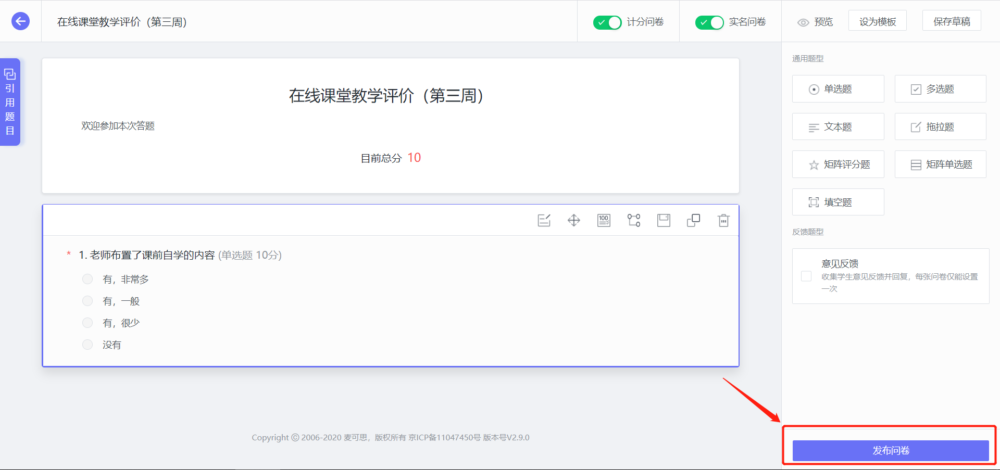 在线课堂教学评价（第三周）
计分问卷
实名问卷
预览
设为模板
保存草稿
引用题目
在线课堂教学评价（第三周）
欢迎参加本次答题
目前总分 10
100
* 1. 老师布置了课前自学的内容 (单选题 10分)
有，非常多
有，一般
有，很少
没有
Copyright ⓒ 2006-2020 麦可思，版权所有 京ICP备11047450号 版本号V2.9.0
通用题型
单选题
多选题
文本题
拖拉题
矩阵评分题
矩阵单选题
填空题
反馈题型
意见反馈
收集学生意见反馈并回复，每张问卷仅能设置
一次
发布问卷